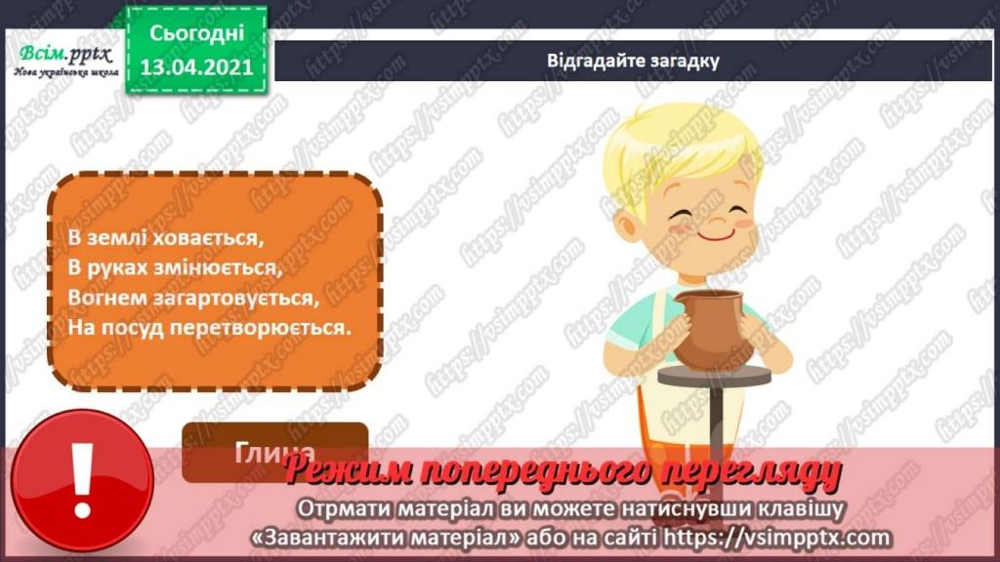 Сьогодні
13.04.2021
Всім.pptx
Нова українська школа
Відгадайте загадку
В землі ховається,
В руках змінюється,
Вогнем загартовується,
На посуд перетворюється.
Глина
Режим попереднього перегляду
Отрмати матеріал ви можете натиснувши клавішу
«Завантажити матеріал» або на сайті https://vsimpptx.com